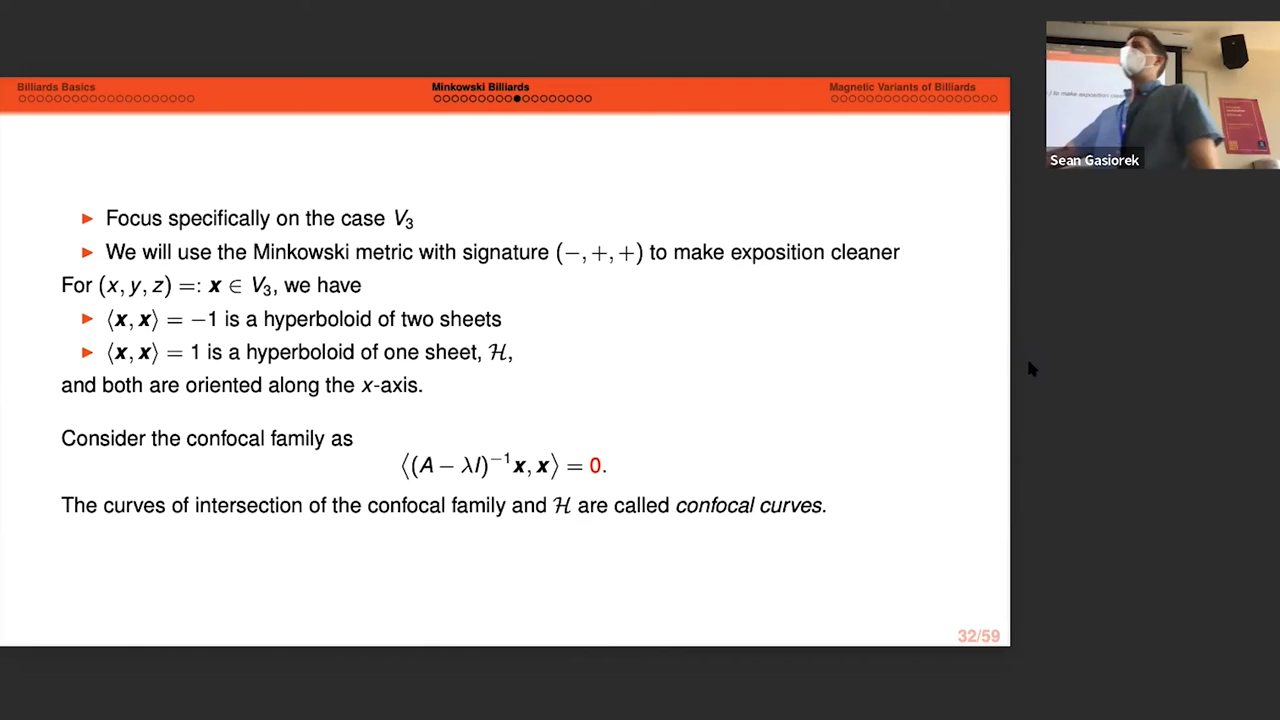 Billiards Basics
Minkowski Billiards
Magnetic Variants of Billiards
Focus specifically on the case V₃
We will use the Minkowski metric with signature (−, +, +) to make exposition cleaner
For (x, y, z) =: x ∈ V₃, we have
⟨x, x⟩ = −1 is a hyperboloid of two sheets
⟨x, x⟩ = 1 is a hyperboloid of one sheet, ℋ,
and both are oriented along the x-axis.
Consider the confocal family as
⟨(A − λI)⁻¹x, x⟩ = 0.
The curves of intersection of the confocal family and ℋ are called confocal curves.
32/59
Sean Gasiorek